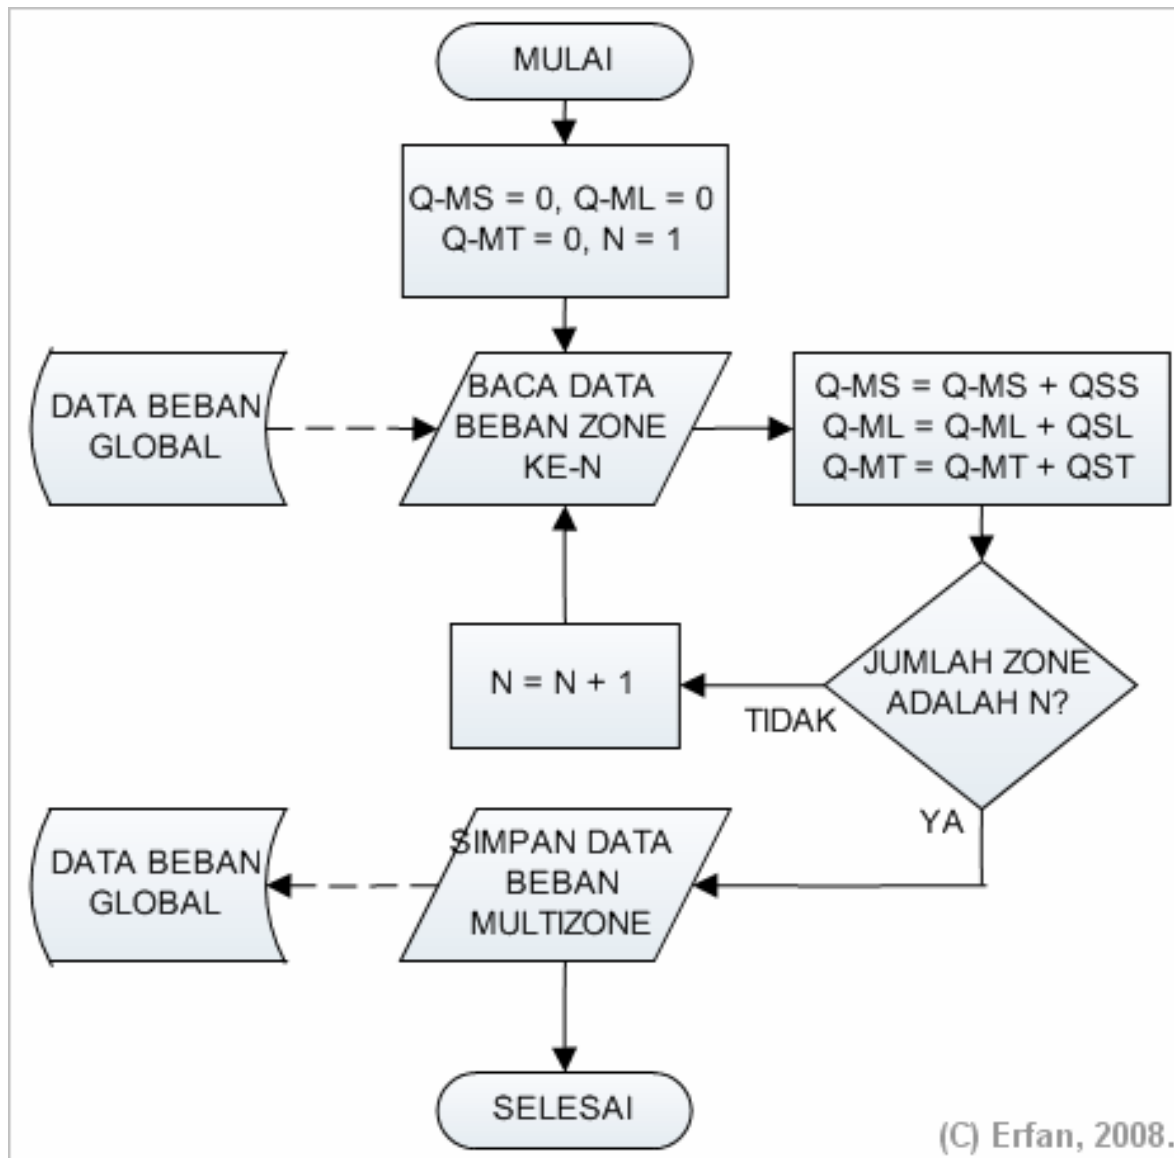 MULAI
Q-MS = 0, Q-ML = 0
Q-MT = 0, N = 1
DATA BEBAN
GLOBAL
BACA DATA
BEBAN ZONE
KE-N
Q-MS = Q-MS + QSS
Q-ML = Q-ML + QSL
Q-MT = Q-MT + QST
JUMLAH ZONE
ADALAH N?
TIDAK
N = N + 1
YA
SIMPAN DATA
BEBAN
MULTIZONE
DATA BEBAN
GLOBAL
SELESAI
(C) Erfan, 2008.